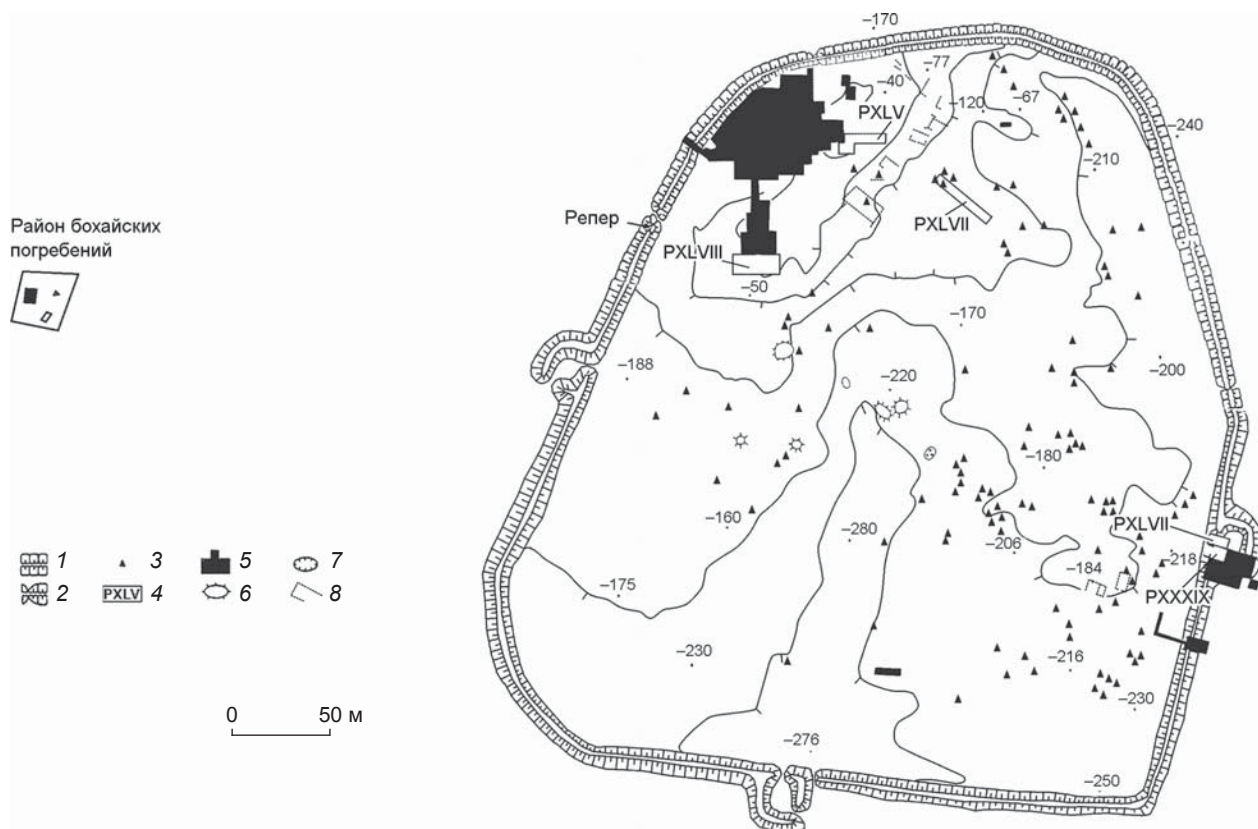 –170
–77
–40
PXLV
–120
–67
–240
–210
Район бохайских
погребений
Репер
PXLVII
PXLVIII
–50
–170
–188
–200
–220
–180
–160
–280
–206
PXLVII
–218
–184
PXXXIX
–175
–230
–216
–230
–276
–250
1 3 5 7
2 PXLV 4 6 8
0 50 м